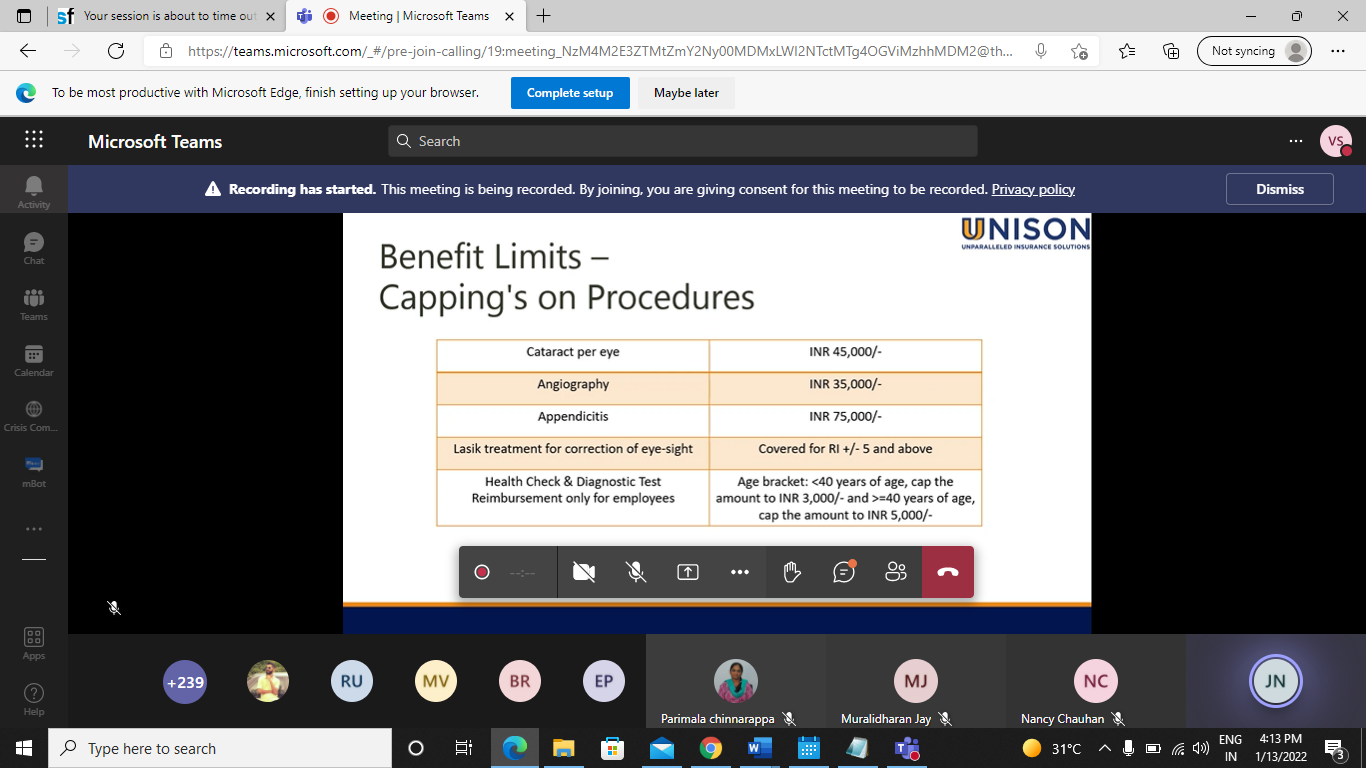 Your session is about to time out
Meeting | Microsoft Teams
https://teams.microsoft.com/_#/pre-join-calling/19:meeting_NzM4M2E3ZTMtZmY2Ny00MDMxLWI2NTctMTg4OGViMzhhMDM2@th...
Not syncing
To be most productive with Microsoft Edge, finish setting up your browser.
Complete setup
Maybe later
Microsoft Teams
Search
VS
Recording has started. This meeting is being recorded. By joining, you are giving consent for this meeting to be recorded. Privacy policy
Dismiss
Activity
Chat
Teams
Calendar
Crisis Com...
mBot
Apps
Help
UNISON
UNPARALLELED INSURANCE SOLUTIONS
Benefit Limits –
Capping's on Procedures
Cataract per eye
INR 45,000/-
Angiography
INR 35,000/-
Appendicitis
INR 75,000/-
Lasik treatment for correction of eye-sight
Covered for RI +/- 5 and above
Health Check & Diagnostic Test
Reimbursement only for employees
Age bracket: <40 years of age, cap the
amount to INR 3,000/- and >=40 years of age,
cap the amount to INR 5,000/-
--:--
+239
RU
MV
BR
EP
Parimala chinnarappa
MJ
Muralidharan Jay
NC
Nancy Chauhan
JN
Type here to search
31°C
ENG
IN
4:13 PM
1/13/2022
3